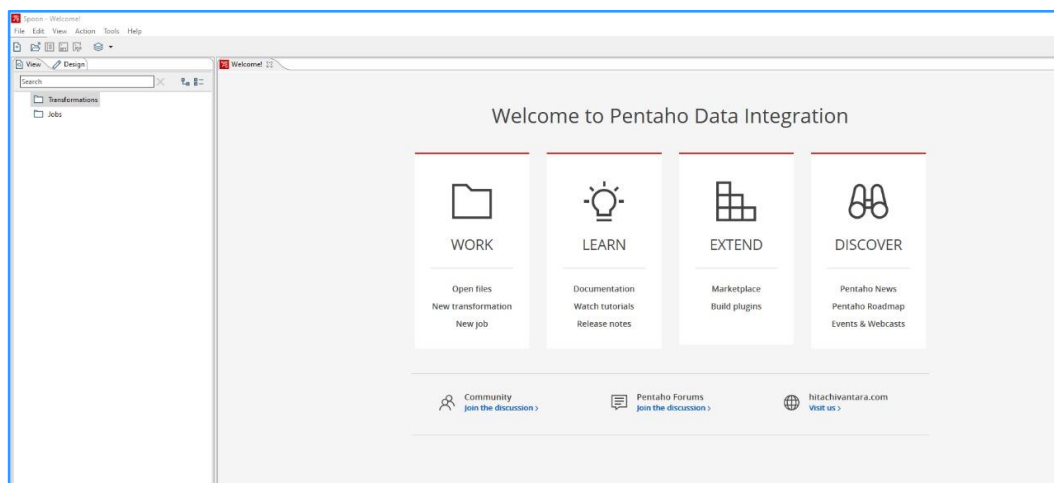 Spoon - Welcome!
File Edit View Action Tools Help
View Design
Welcome!
Search
Transformations
Jobs
Welcome to Pentaho Data Integration
WORK
Open files
New transformation
New job
LEARN
Documentation
Watch tutorials
Release notes
EXTEND
Marketplace
Build plugins
DISCOVER
Pentaho News
Pentaho Roadmap
Events & Webcasts
Community
Join the discussion >
Pentaho Forums
Join the discussion >
hitachivantara.com
Visit us >